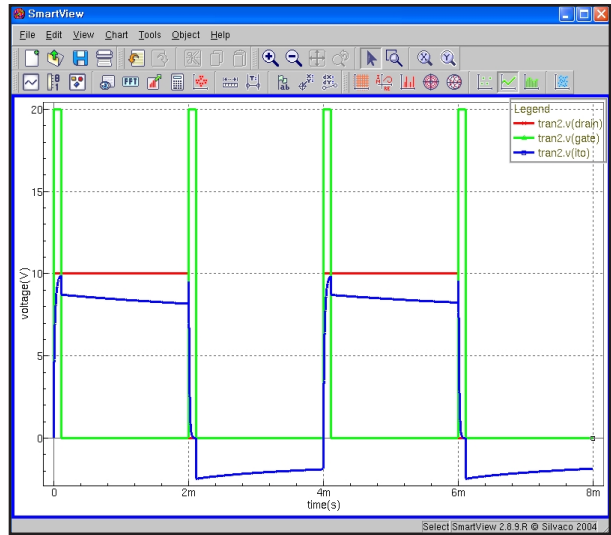 SmartView
File Edit View Chart Tools Object Help
FFT
Legend
tran2.v(drain)
tran2.v(gate)
tran2.v(ito)
20
15
10
5
0
voltage(V)
0 2m 4m 6m 8m
time(s)
Select SmartView 2.8.9.R © Silvaco 2004